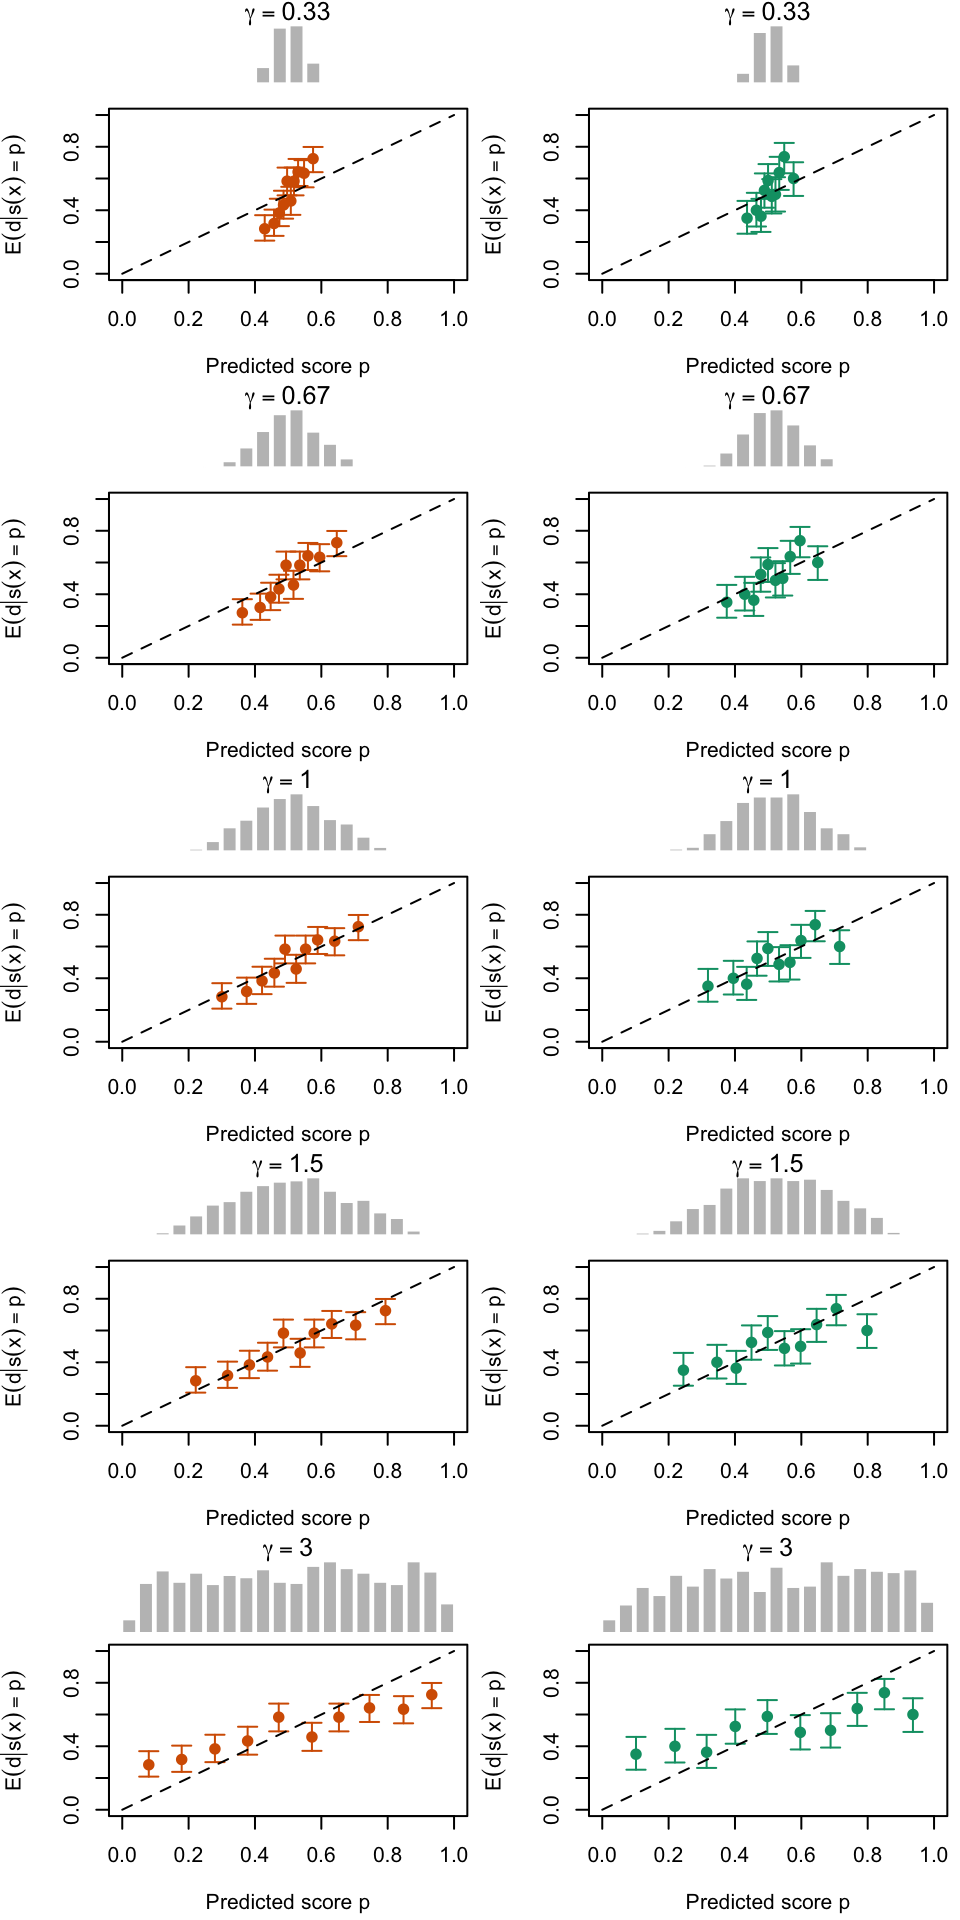 γ = 0.33 γ = 0.33
E(d|s(x) = p) 0.0 0.4 0.8 E(d|s(x) = p) 0.0 0.4 0.8
0.0 0.2 0.4 0.6 0.8 1.0 0.0 0.2 0.4 0.6 0.8 1.0
Predicted score p Predicted score p
γ = 0.67 γ = 0.67
E(d|s(x) = p) 0.0 0.4 0.8 E(d|s(x) = p) 0.0 0.4 0.8
0.0 0.2 0.4 0.6 0.8 1.0 0.0 0.2 0.4 0.6 0.8 1.0
Predicted score p Predicted score p
γ = 1 γ = 1
E(d|s(x) = p) 0.0 0.4 0.8 E(d|s(x) = p) 0.0 0.4 0.8
0.0 0.2 0.4 0.6 0.8 1.0 0.0 0.2 0.4 0.6 0.8 1.0
Predicted score p Predicted score p
γ = 1.5 γ = 1.5
E(d|s(x) = p) 0.0 0.4 0.8 E(d|s(x) = p) 0.0 0.4 0.8
0.0 0.2 0.4 0.6 0.8 1.0 0.0 0.2 0.4 0.6 0.8 1.0
Predicted score p Predicted score p
γ = 3 γ = 3
E(d|s(x) = p) 0.0 0.4 0.8 E(d|s(x) = p) 0.0 0.4 0.8
0.0 0.2 0.4 0.6 0.8 1.0 0.0 0.2 0.4 0.6 0.8 1.0
Predicted score p Predicted score p